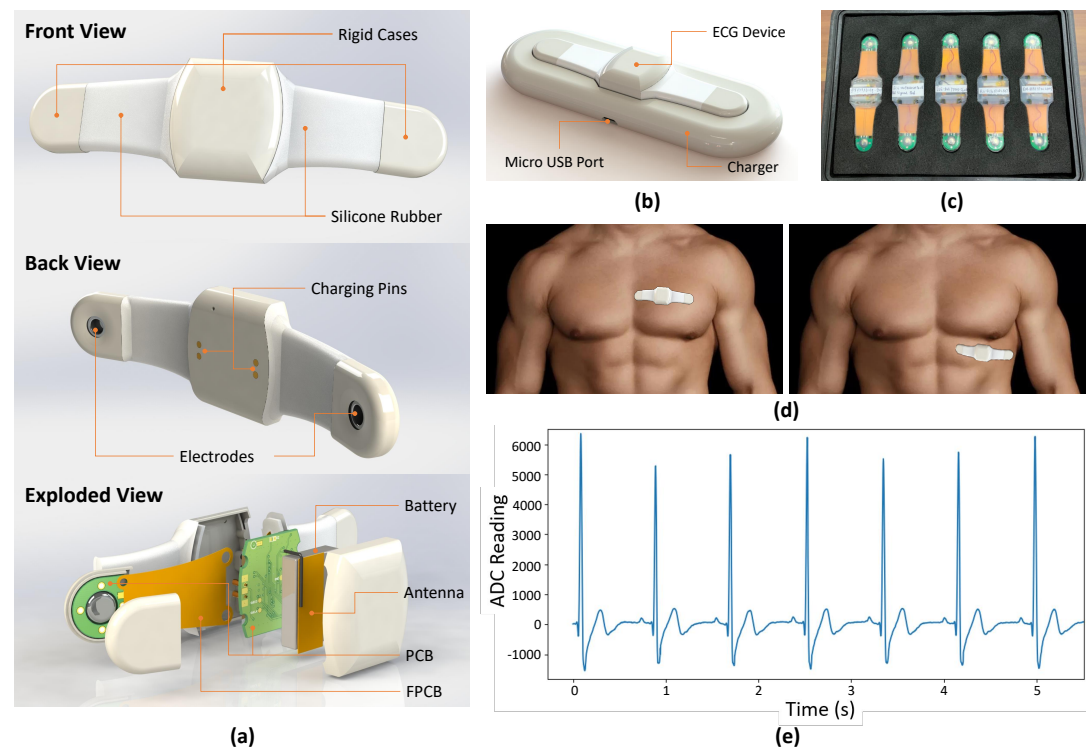 Front View
Rigid Cases
Silicone Rubber
Back View
Charging Pins
Electrodes
Exploded View
Battery
Antenna
PCB
FPCB
(a)
ECG Device
Micro USB Port
Charger
(b)
(c)
(d)
6000
5000
4000
3000
2000
1000
0
-1000
ADC Reading
0 1 2 3 4 5
Time (s)
(e)